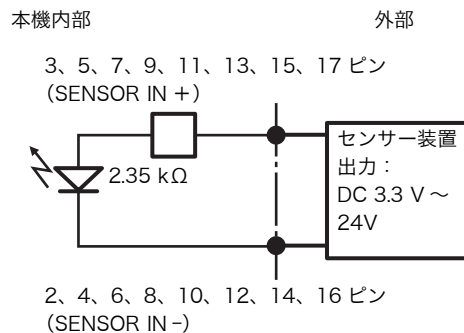 本機内部
外部
3、5、7、9、11、13、15、17 ピン
（SENSOR IN +）
2.35 kΩ
センサー装置
出力：
DC 3.3 V ～
24V
2、4、6、8、10、12、14、16 ピン
（SENSOR IN -）